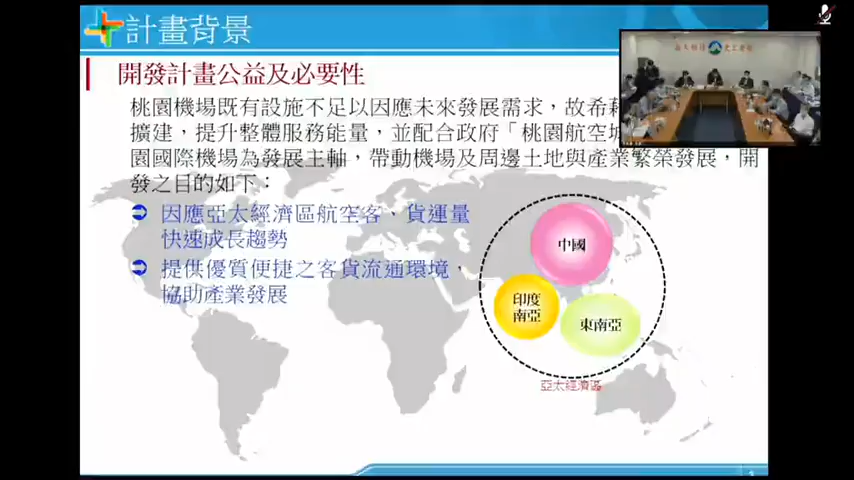 計畫背景
開發計畫公益及必要性
桃園機場既有設施不足以因應未來發展需求，故希藉
擴建，提升整體服務能量，並配合政府「桃園航空城
園國際機場為發展主軸，帶動機場及周邊土地與產業繁榮發展，開
發之目的如下：
因應亞太經濟區航空客、貨運量
快速成長趨勢
提供優質便捷之客貨流通環境，
協助產業發展
中國
印度
南亞
東南亞
亞太經濟區